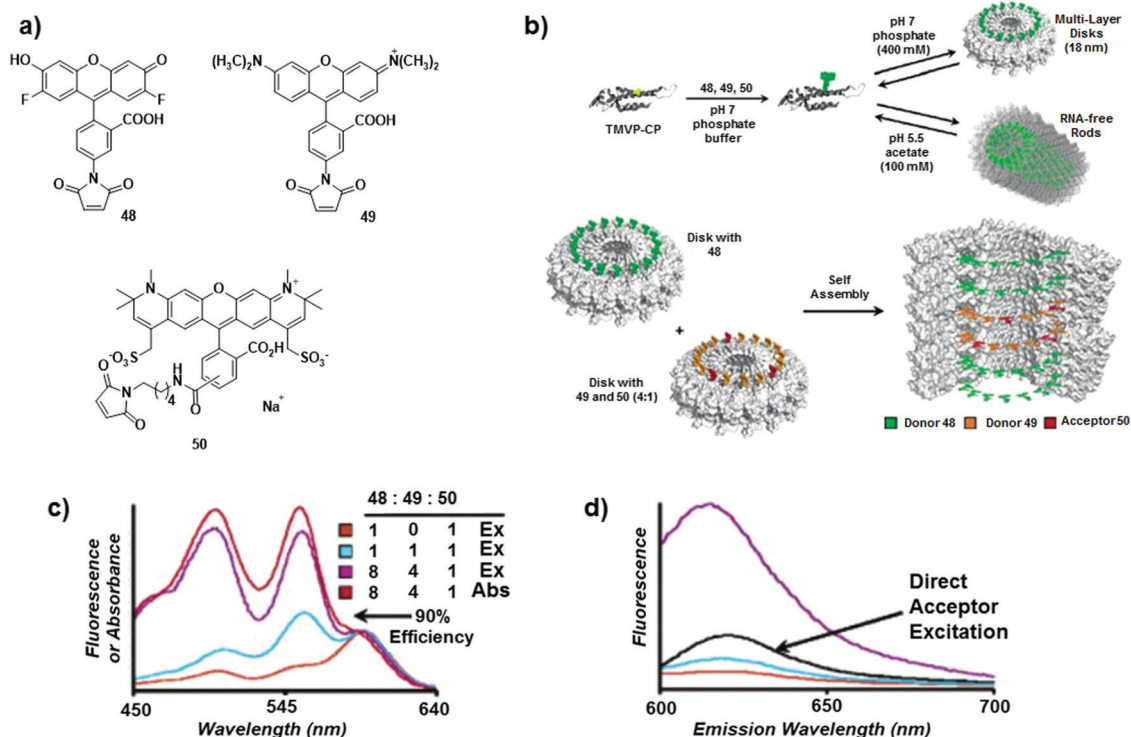 a)
HO
O
O
F
F
COOH
O
N
O
48
(H3C)2N
O
+
N(CH3)2
COOH
O
N
O
49
N
O
N+
-O3S
CO2H
SO3-
O
N
O
4
NH
O
Na+
50
b)
TMVP-CP
48, 49, 50
pH 7
phosphate
buffer
pH 7
phosphate
(400 mM)
Multi-Layer
Disks
(18 nm)
pH 5.5
acetate
(100 mM)
RNA-free
Rods
Disk with
48
+
Disk with
49 and 50 (4:1)
Self
Assembly
Donor 48 Donor 49 Acceptor 50
c)
Fluorescence
or Absorbance
48 : 49 : 50
1 0 1 Ex
1 1 1 Ex
8 4 1 Ex
8 4 1 Abs
90%
Efficiency
450 545 640
Wavelength (nm)
d)
Fluorescence
Direct
Acceptor
Excitation
600 650 700
Emission Wavelength (nm)